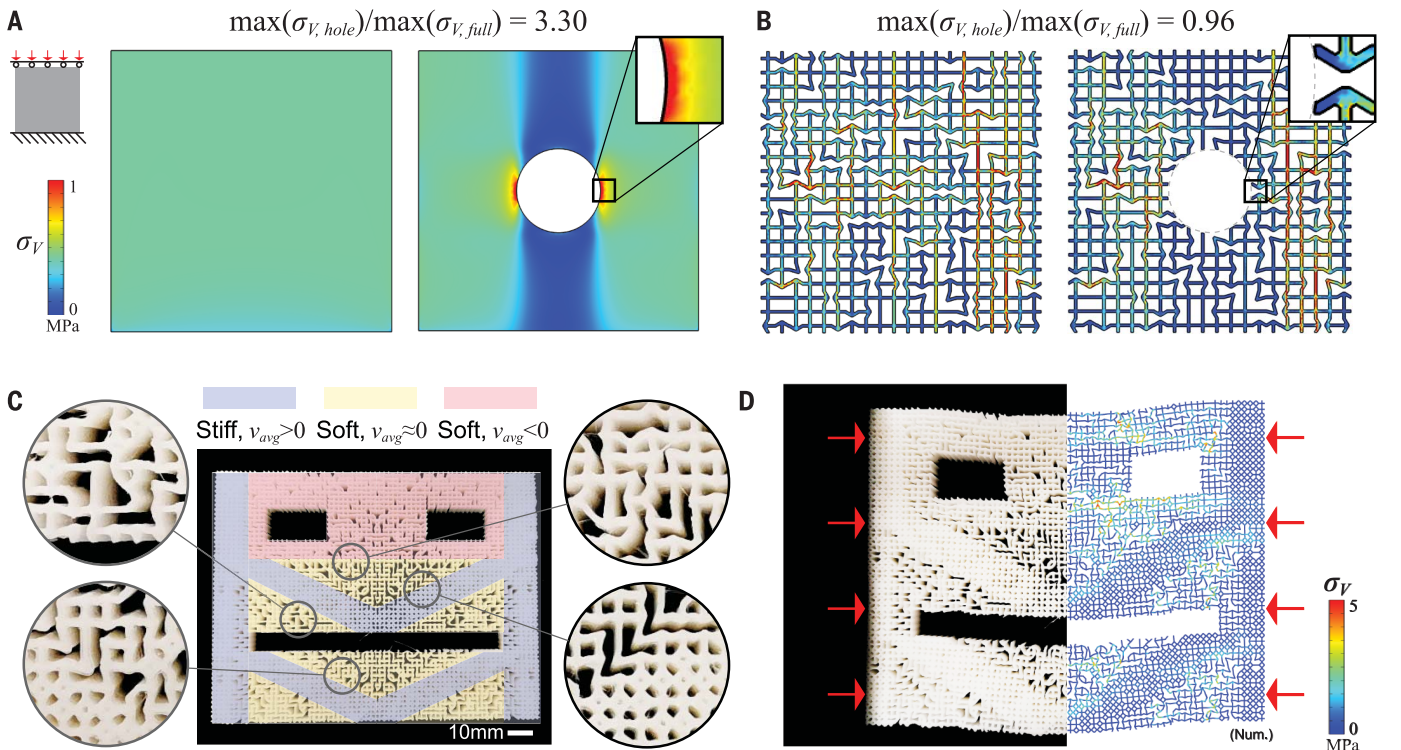 A
max(σV, hole)/max(σV, full) = 3.30
B
max(σV, hole)/max(σV, full) = 0.96
1
σV
0
MPa
C
Stiff, vavg>0
Soft, vavg≈0
Soft, vavg<0
10mm
D
σV
5
0
MPa
(Num.)